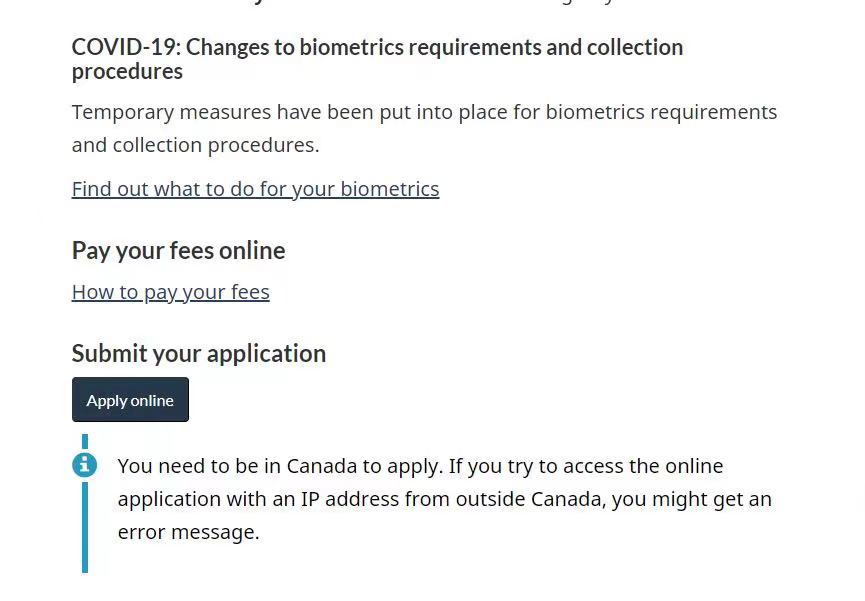 COVID-19: Changes to biometrics requirements and collection
procedures
Temporary measures have been put into place for biometrics requirements
and collection procedures.
Find out what to do for your biometrics
Pay your fees online
How to pay your fees
Submit your application
Apply online
You need to be in Canada to apply. If you try to access the online
application with an IP address from outside Canada, you might get an
error message.